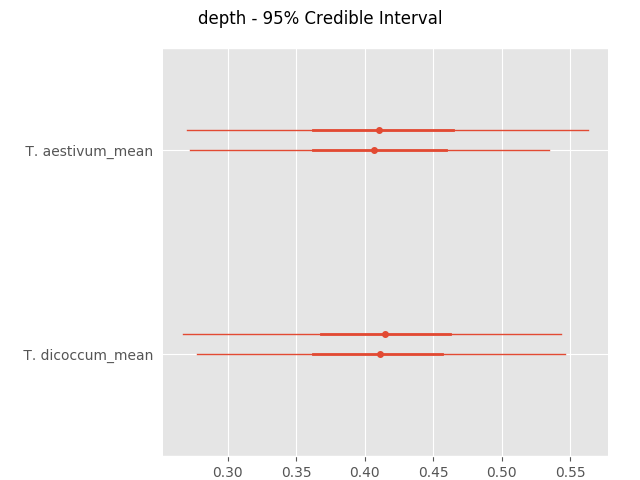 depth - 95% Credible Interval
T. aestivum_mean
T. dicoccum_mean
0.30 0.35 0.40 0.45 0.50 0.55